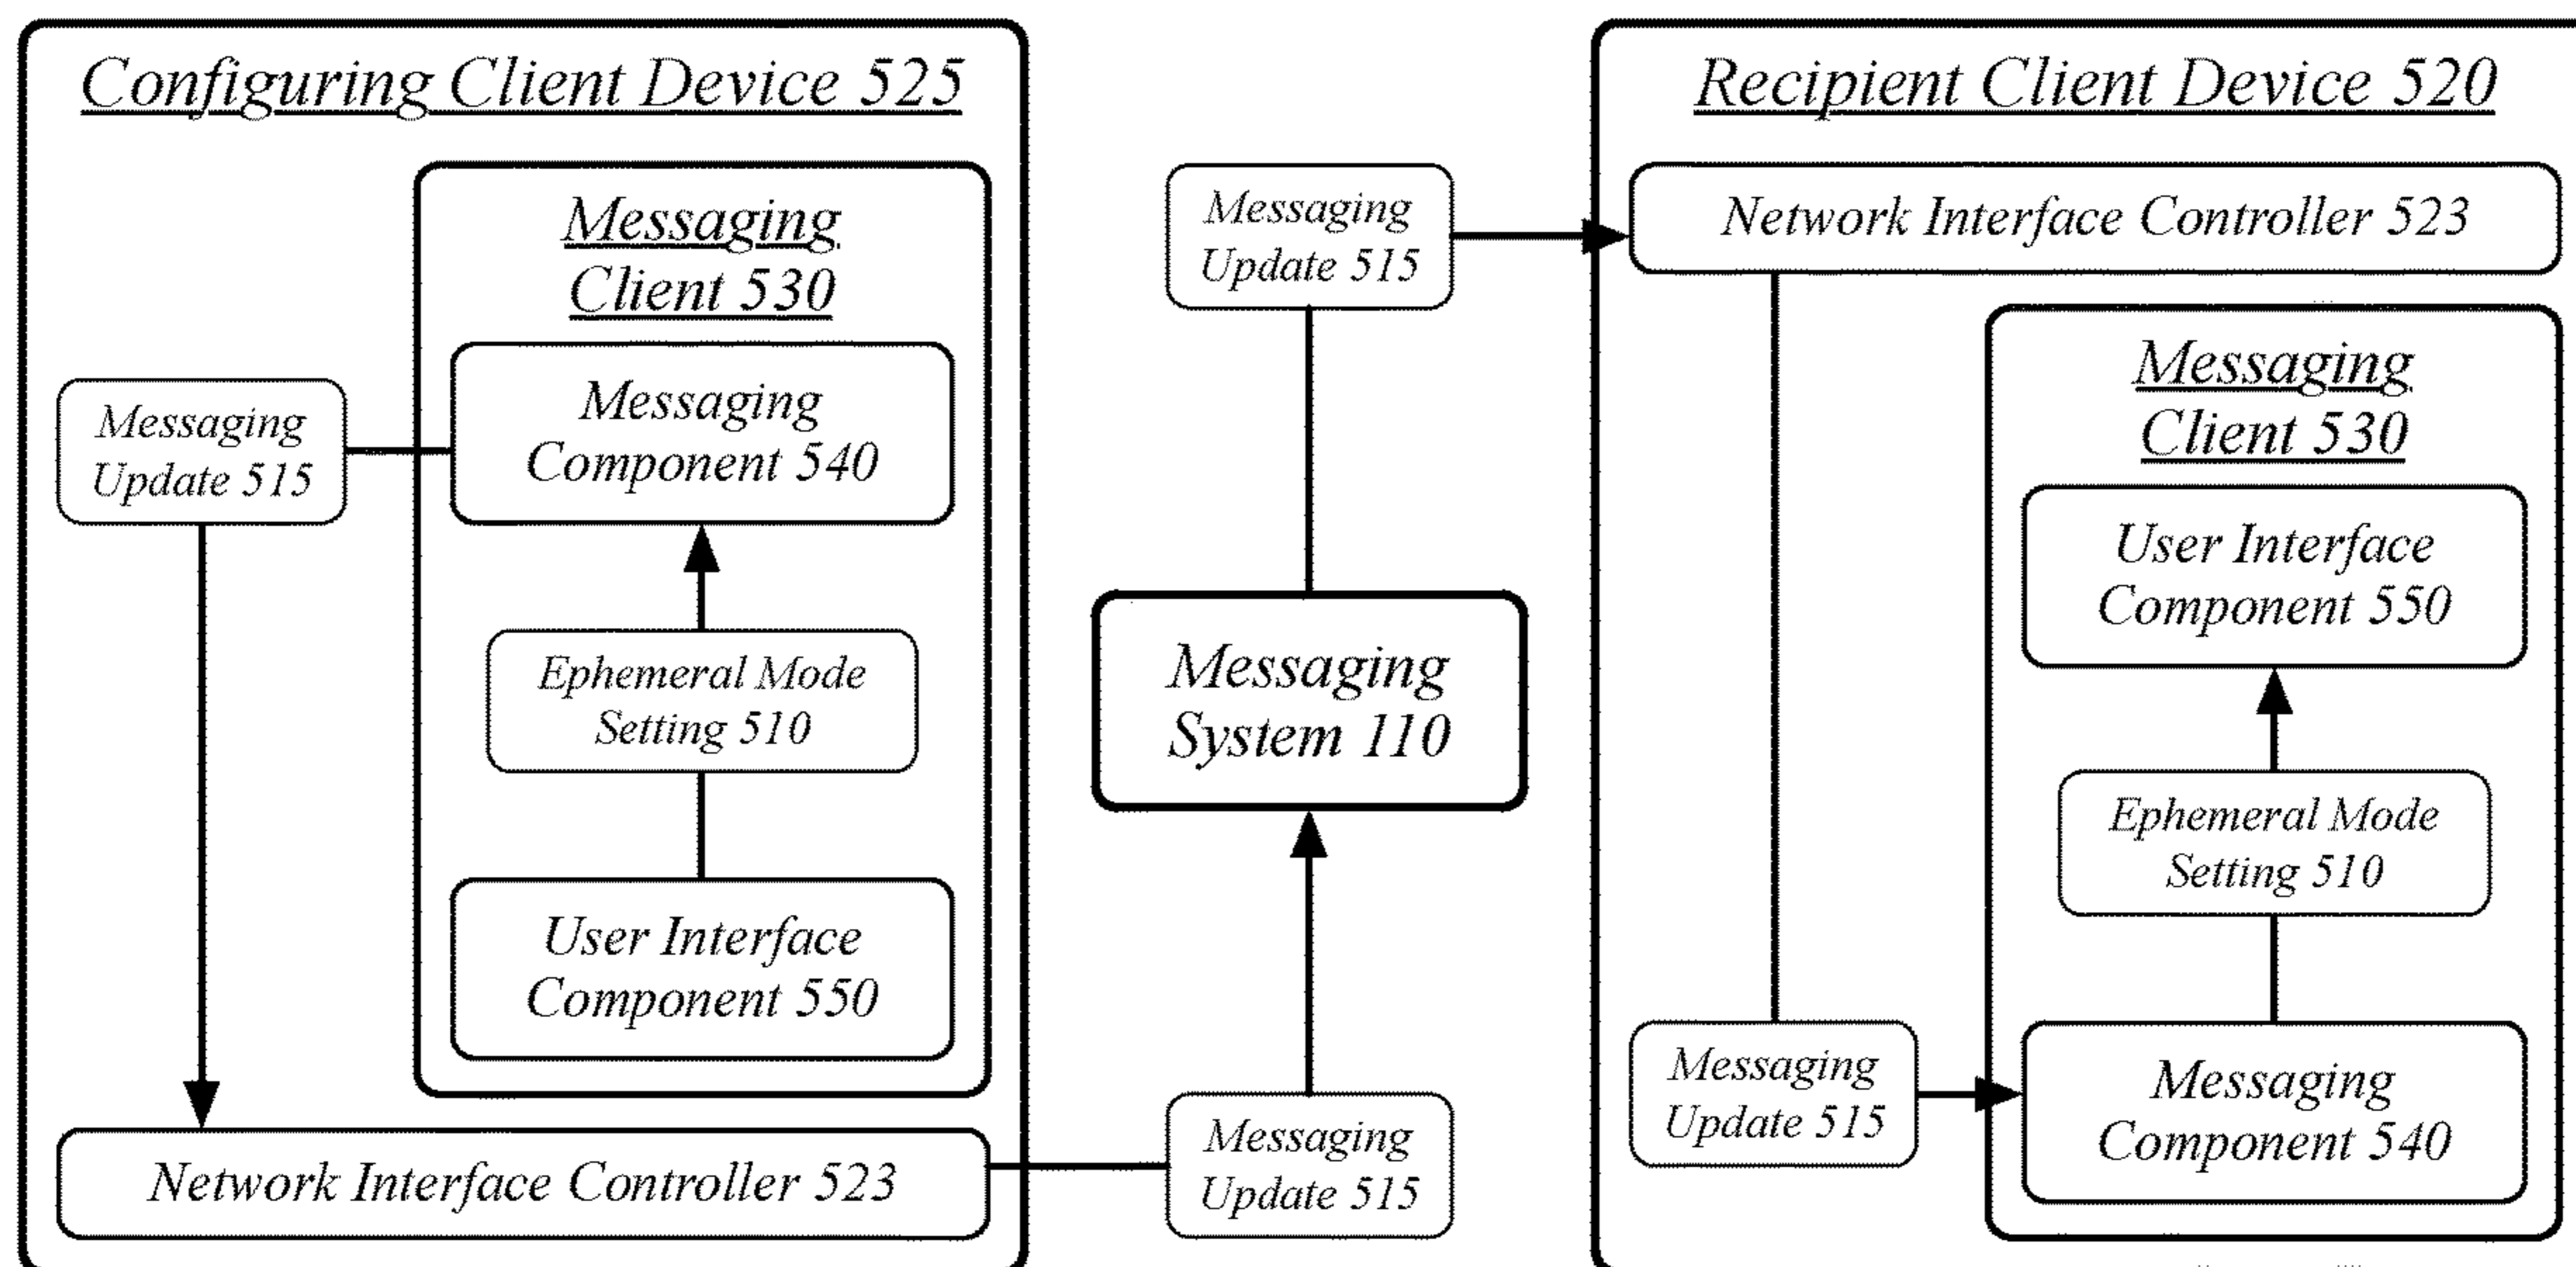 Configuring Client Device 525
Messaging
Client 530
Messaging
Component 540
Messaging
Update 515
Ephemeral Mode
Setting 510
User Interface
Component 550
Network Interface Controller 523
Messaging
Update 515
Messaging
System 110
Messaging
Update 515
Recipient Client Device 520
Network Interface Controller 523
Messaging
Client 530
User Interface
Component 550
Ephemeral Mode
Setting 510
Messaging
Update 515
Messaging
Component 540